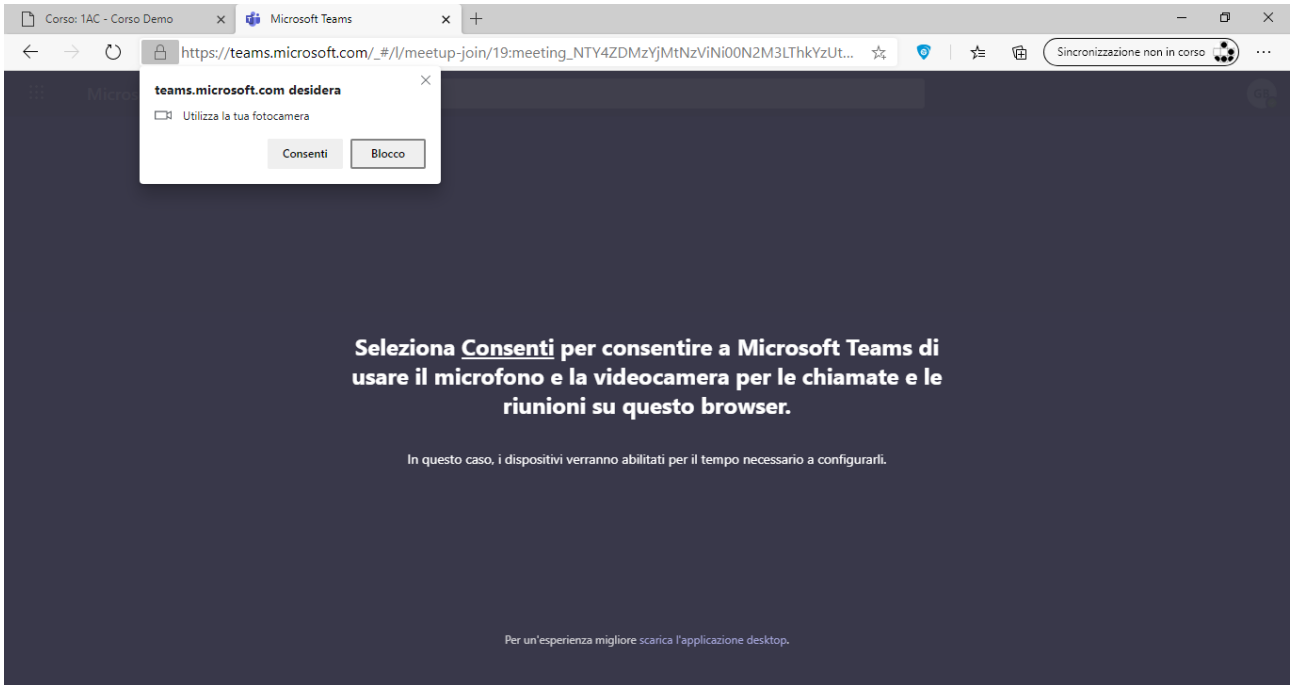 Corso: 1AC - Corso Demo
Microsoft Teams
https://teams.microsoft.com/_#/l/meetup-join/19:meeting_NTY4ZDMzYjMtNzViNi00N2M3LThkYzUt...
Sincronizzazione non in corso
teams.microsoft.com desidera
Utilizza la tua fotocamera
Consenti
Blocco
Micros
GB
Seleziona Consenti per consentire a Microsoft Teams di
usare il microfono e la videocamera per le chiamate e le
riunioni su questo browser.
In questo caso, i dispositivi verranno abilitati per il tempo necessario a configurarli.
Per un'esperienza migliore scarica l'applicazione desktop.